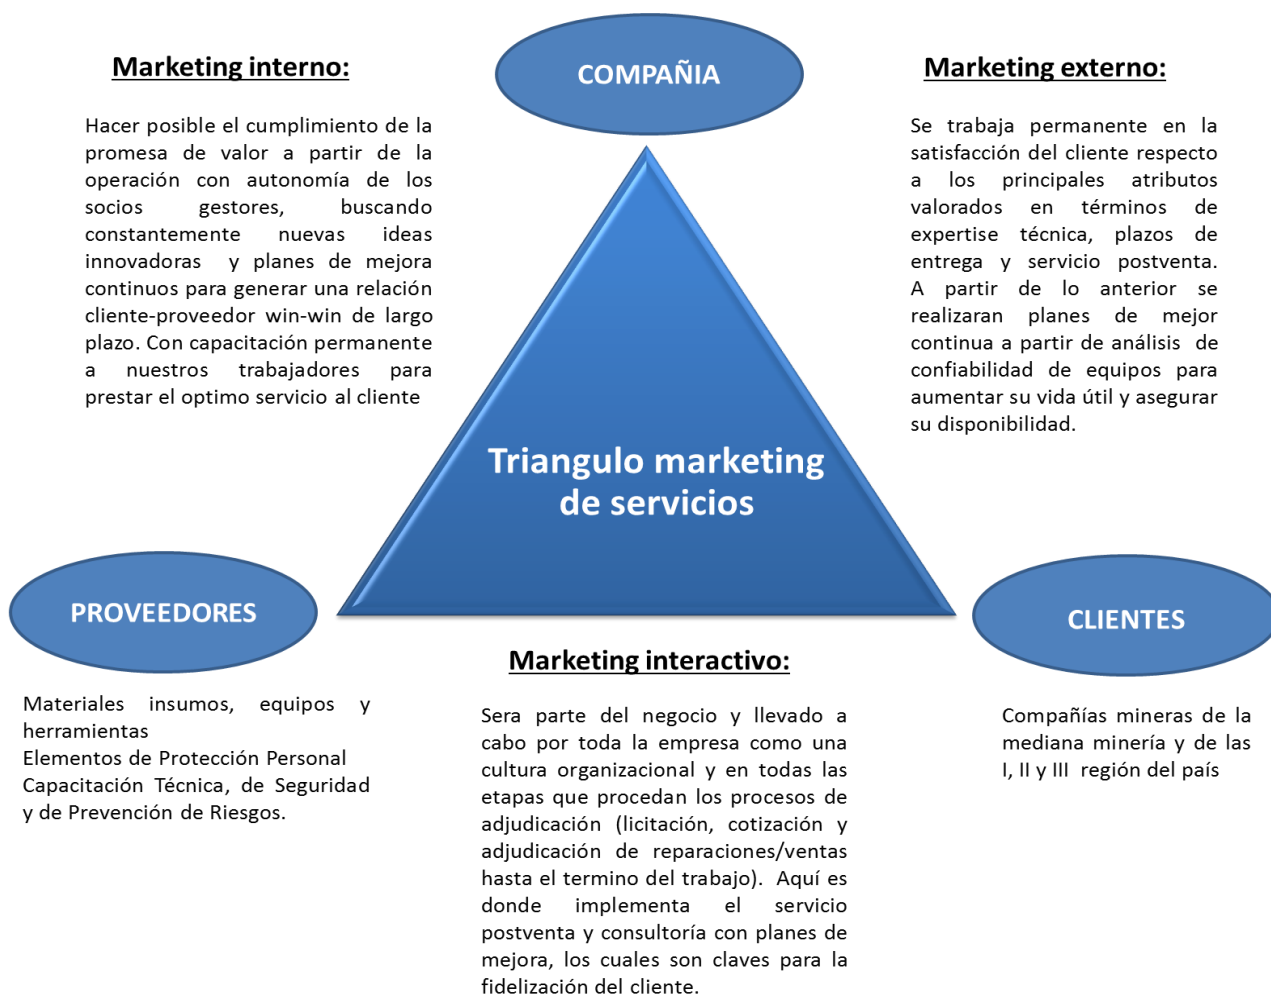 COMPAÑIA
Marketing interno:
Hacer posible el cumplimiento de la
promesa de valor a partir de la
operación con autonomía de los
socios gestores, buscando
constantemente nuevas ideas
innovadoras y planes de mejora
continuos para generar una relación
cliente-proveedor win-win de largo
plazo. Con capacitación permanente
a nuestros trabajadores para
prestar el optimo servicio al cliente
Marketing externo:
Se trabaja permanente en la
satisfacción del cliente respecto
a los principales atributos
valorados en términos de
expertise técnica, plazos de
entrega y servicio postventa.
A partir de lo anterior se
realizaran planes de mejor
continua a partir de análisis de
confiabilidad de equipos para
aumentar su vida útil y asegurar
su disponibilidad.
Triangulo marketing
de servicios
PROVEEDORES
Materiales insumos, equipos y
herramientas
Elementos de Protección Personal
Capacitación Técnica, de Seguridad
y de Prevención de Riesgos.
Marketing interactivo:
Sera parte del negocio y llevado a
cabo por toda la empresa como una
cultura organizacional y en todas las
etapas que procedan los procesos de
adjudicación (licitación, cotización y
adjudicación de reparaciones/ventas
hasta el termino del trabajo). Aquí es
donde implementa el servicio
postventa y consultoría con planes de
mejora, los cuales son claves para la
fidelización del cliente.
CLIENTES
Compañías mineras de la
mediana minería y de las
I, II y III región del país